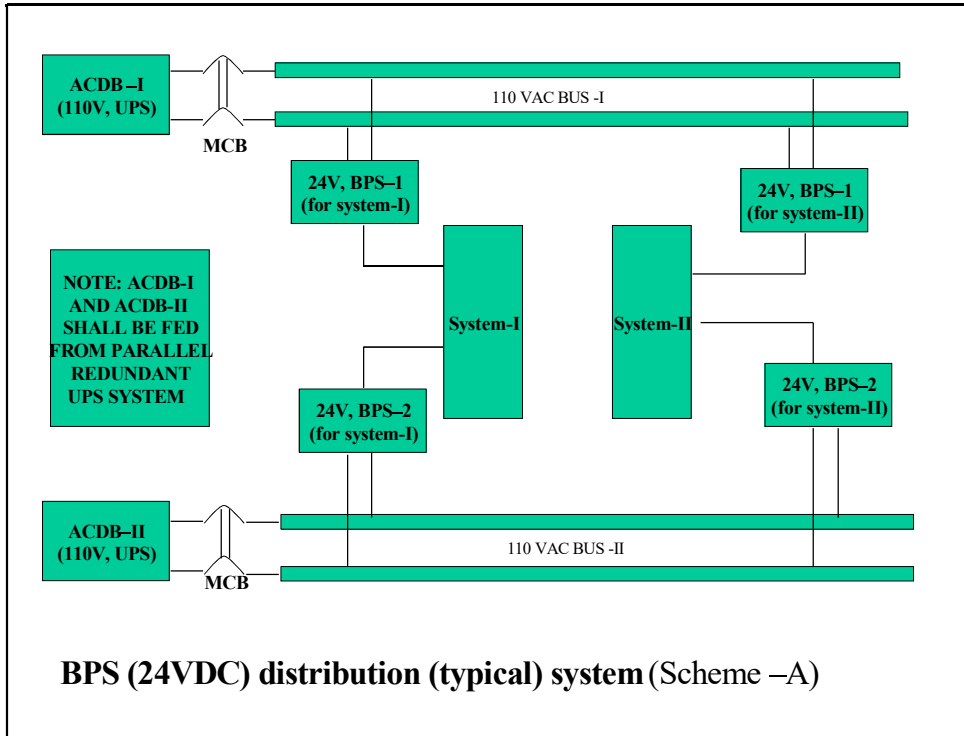 ACDB –I
(110V, UPS)
MCB
110 VAC BUS -I
24V, BPS–1
(for system-I)
24V, BPS–1
(for system-II)
NOTE: ACDB-I
AND ACDB-II
SHALL BE FED
FROM PARALLEL
REDUNDANT
UPS SYSTEM
System-I
System-II
24V, BPS–2
(for system-I)
24V, BPS–2
(for system-II)
ACDB–II
(110V, UPS)
MCB
110 VAC BUS -II
BPS (24VDC) distribution (typical) system (Scheme –A)